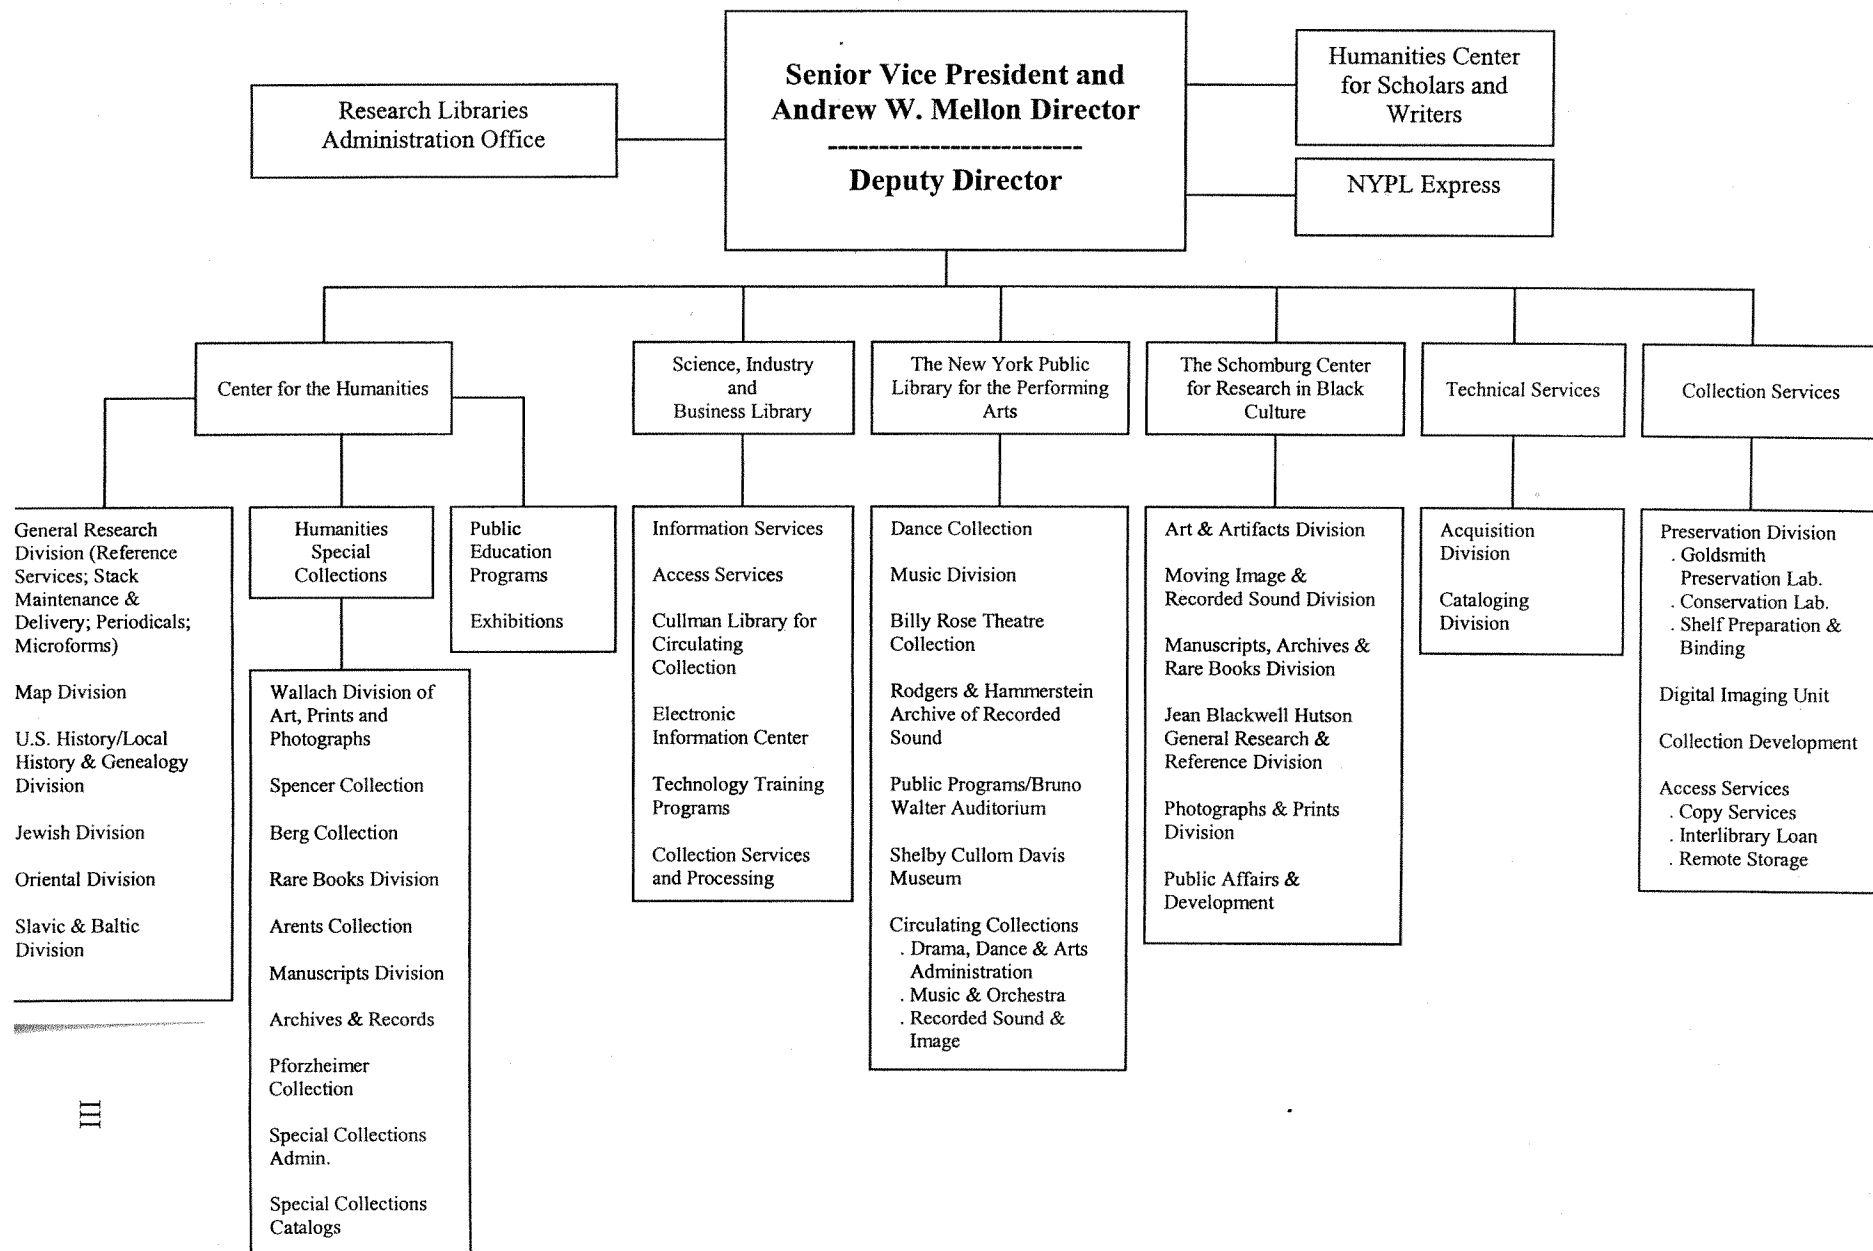 Senior Vice President and
Andrew W. Mellon Director
-------------------------
Deputy Director
Research Libraries
Administration Office
Humanities Center
for Scholars and
Writers
NYPL Express
Center for the Humanities
Science, Industry
and
Business Library
The New York Public
Library for the Performing
Arts
The Schomburg Center
for Research in Black
Culture
Technical Services
Collection Services
General Research
Division (Reference
Services; Stack
Maintenance &
Delivery; Periodicals;
Microforms)
Map Division
U.S. History/Local
History & Genealogy
Division
Jewish Division
Oriental Division
Slavic & Baltic
Division
Humanities
Special
Collections
Wallach Division of
Art, Prints and
Photographs
Spencer Collection
Berg Collection
Rare Books Division
Arents Collection
Manuscripts Division
Archives & Records
Pforzheimer
Collection
Special Collections
Admin.
Special Collections
Catalogs
Public
Education
Programs
Exhibitions
Information Services
Access Services
Cullman Library for
Circulating
Collection
Electronic
Information Center
Technology Training
Programs
Collection Services
and Processing
Dance Collection
Music Division
Billy Rose Theatre
Collection
Rodgers & Hammerstein
Archive of Recorded
Sound
Public Programs/Bruno
Walter Auditorium
Shelby Cullom Davis
Museum
Circulating Collections
. Drama, Dance & Arts
Administration
. Music & Orchestra
. Recorded Sound &
Image
Art & Artifacts Division
Moving Image &
Recorded Sound Division
Manuscripts, Archives &
Rare Books Division
Jean Blackwell Hutson
General Research &
Reference Division
Photographs & Prints
Division
Public Affairs &
Development
Acquisition
Division
Cataloging
Division
Preservation Division
. Goldsmith
Preservation Lab.
. Conservation Lab.
. Shelf Preparation &
Binding
Digital Imaging Unit
Collection Development
Access Services
. Copy Services
. Interlibrary Loan
. Remote Storage
III